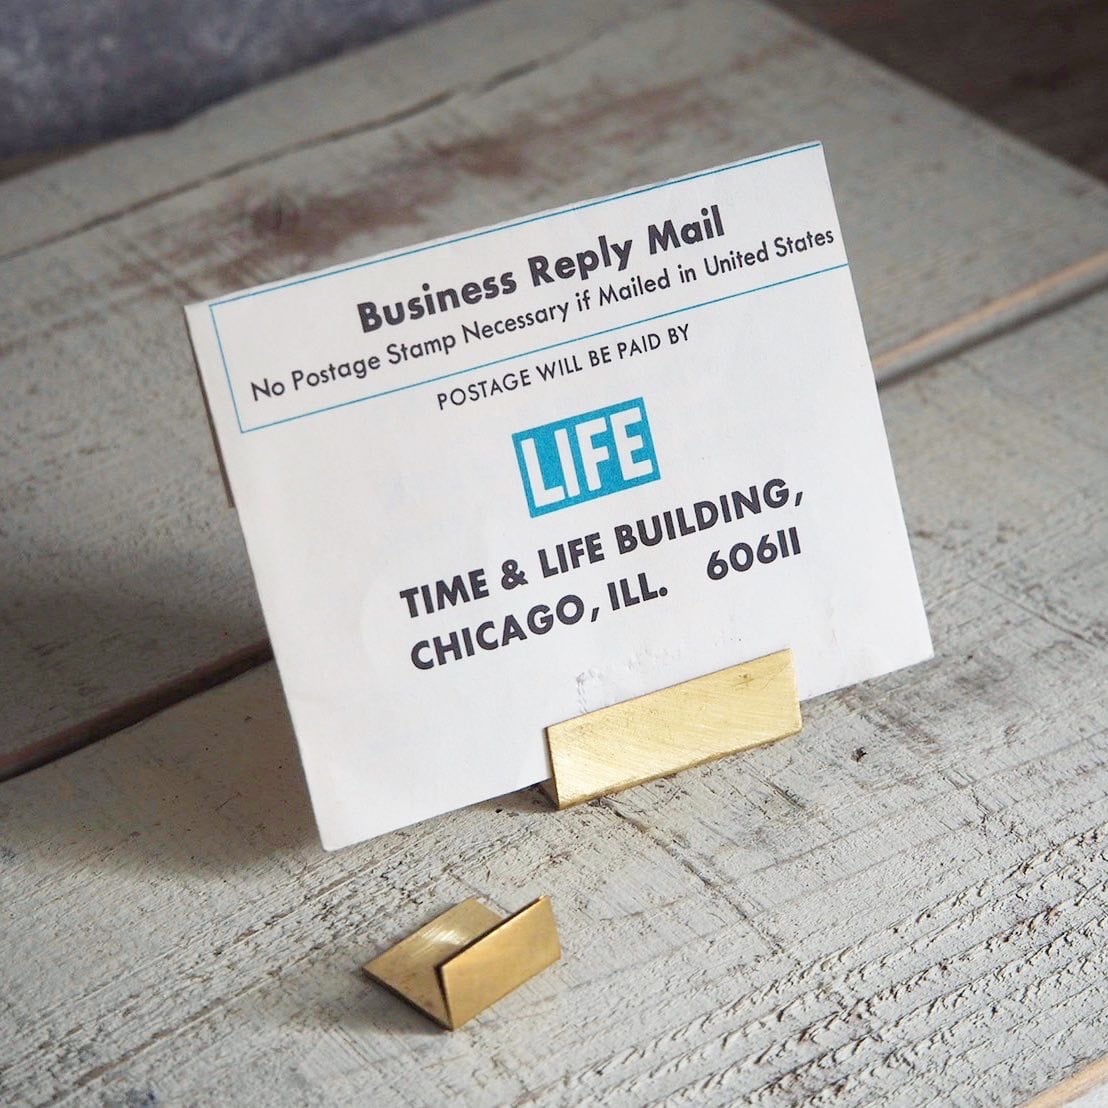 Business Reply Mail
No Postage Stamp Necessary if Mailed in United States
POSTAGE WILL BE PAID BY
LIFE
TIME & LIFE BUILDING,
CHICAGO, ILL. 60611